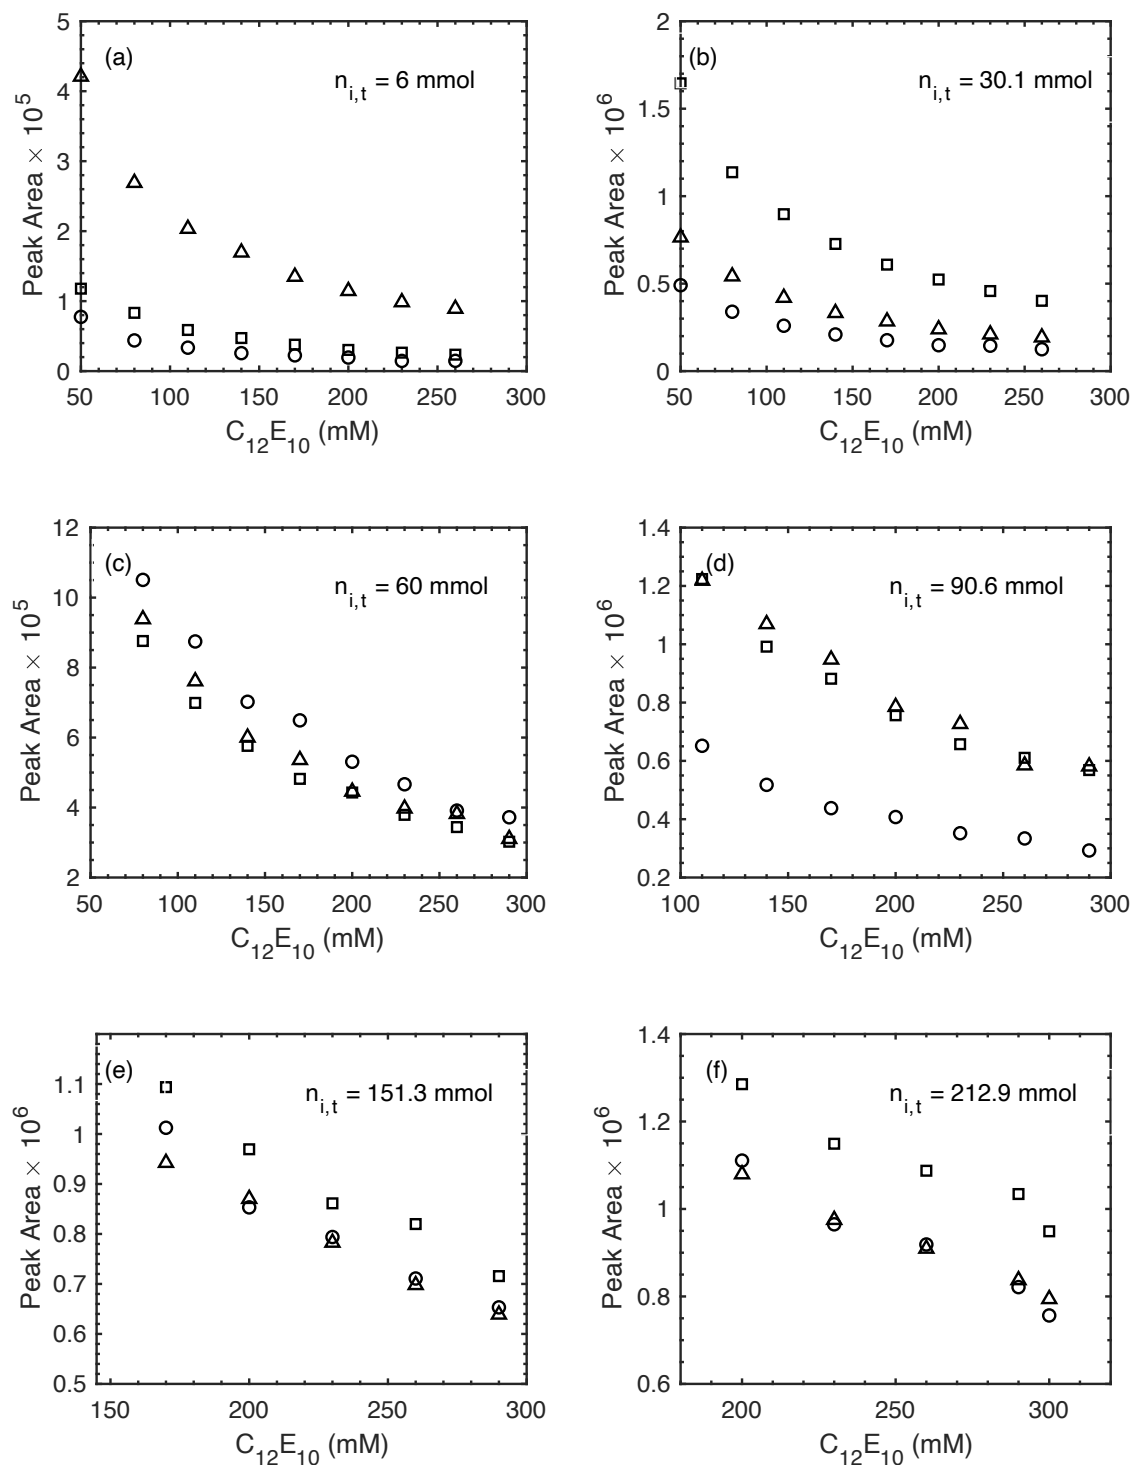 (a)
n_{i,t} = 6 mmol
Peak Area × 10^5
5
4
3
2
1
0
50 100 150 200 250 300
C_{12}E_{10} (mM)
(b)
n_{i,t} = 30.1 mmol
Peak Area × 10^6
2
1.5
1
0.5
0
50 100 150 200 250 300
C_{12}E_{10} (mM)
(c)
n_{i,t} = 60 mmol
Peak Area × 10^5
12
10
8
6
4
2
50 100 150 200 250 300
C_{12}E_{10} (mM)
(d)
n_{i,t} = 90.6 mmol
Peak Area × 10^6
1.4
1.2
1
0.8
0.6
0.4
0.2
100 150 200 250 300
C_{12}E_{10} (mM)
(e)
n_{i,t} = 151.3 mmol
Peak Area × 10^6
1.1
1
0.9
0.8
0.7
0.6
0.5
150 200 250 300
C_{12}E_{10} (mM)
(f)
n_{i,t} = 212.9 mmol
Peak Area × 10^6
1.4
1.2
1
0.8
0.6
200 250 300
C_{12}E_{10} (mM)